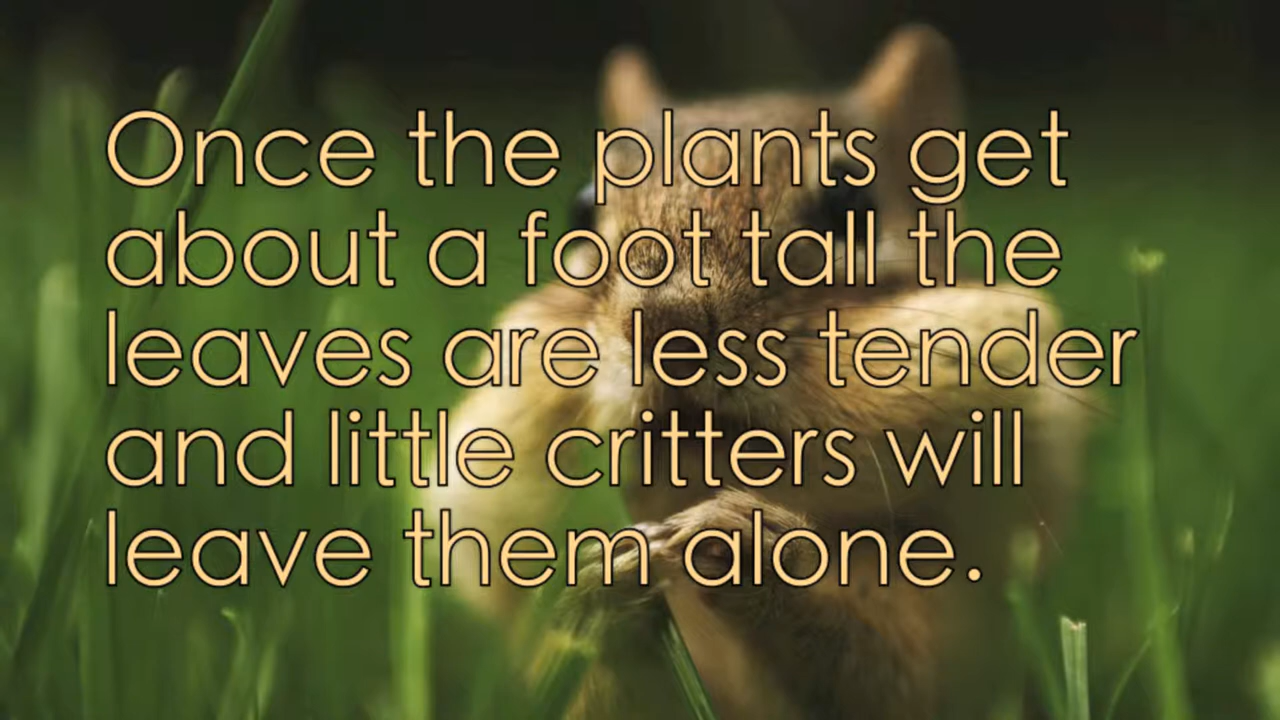 Once the plants get
about a foot tall the
leaves are less tender
and little critters will
leave them alone.